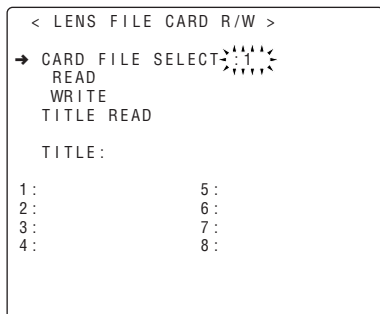 < LENS FILE CARD R/W >
→ CARD FILE SELECT :1
READ
WRITE
TITLE READ
TITLE:
1: 5:
2: 6:
3: 7:
4: 8: